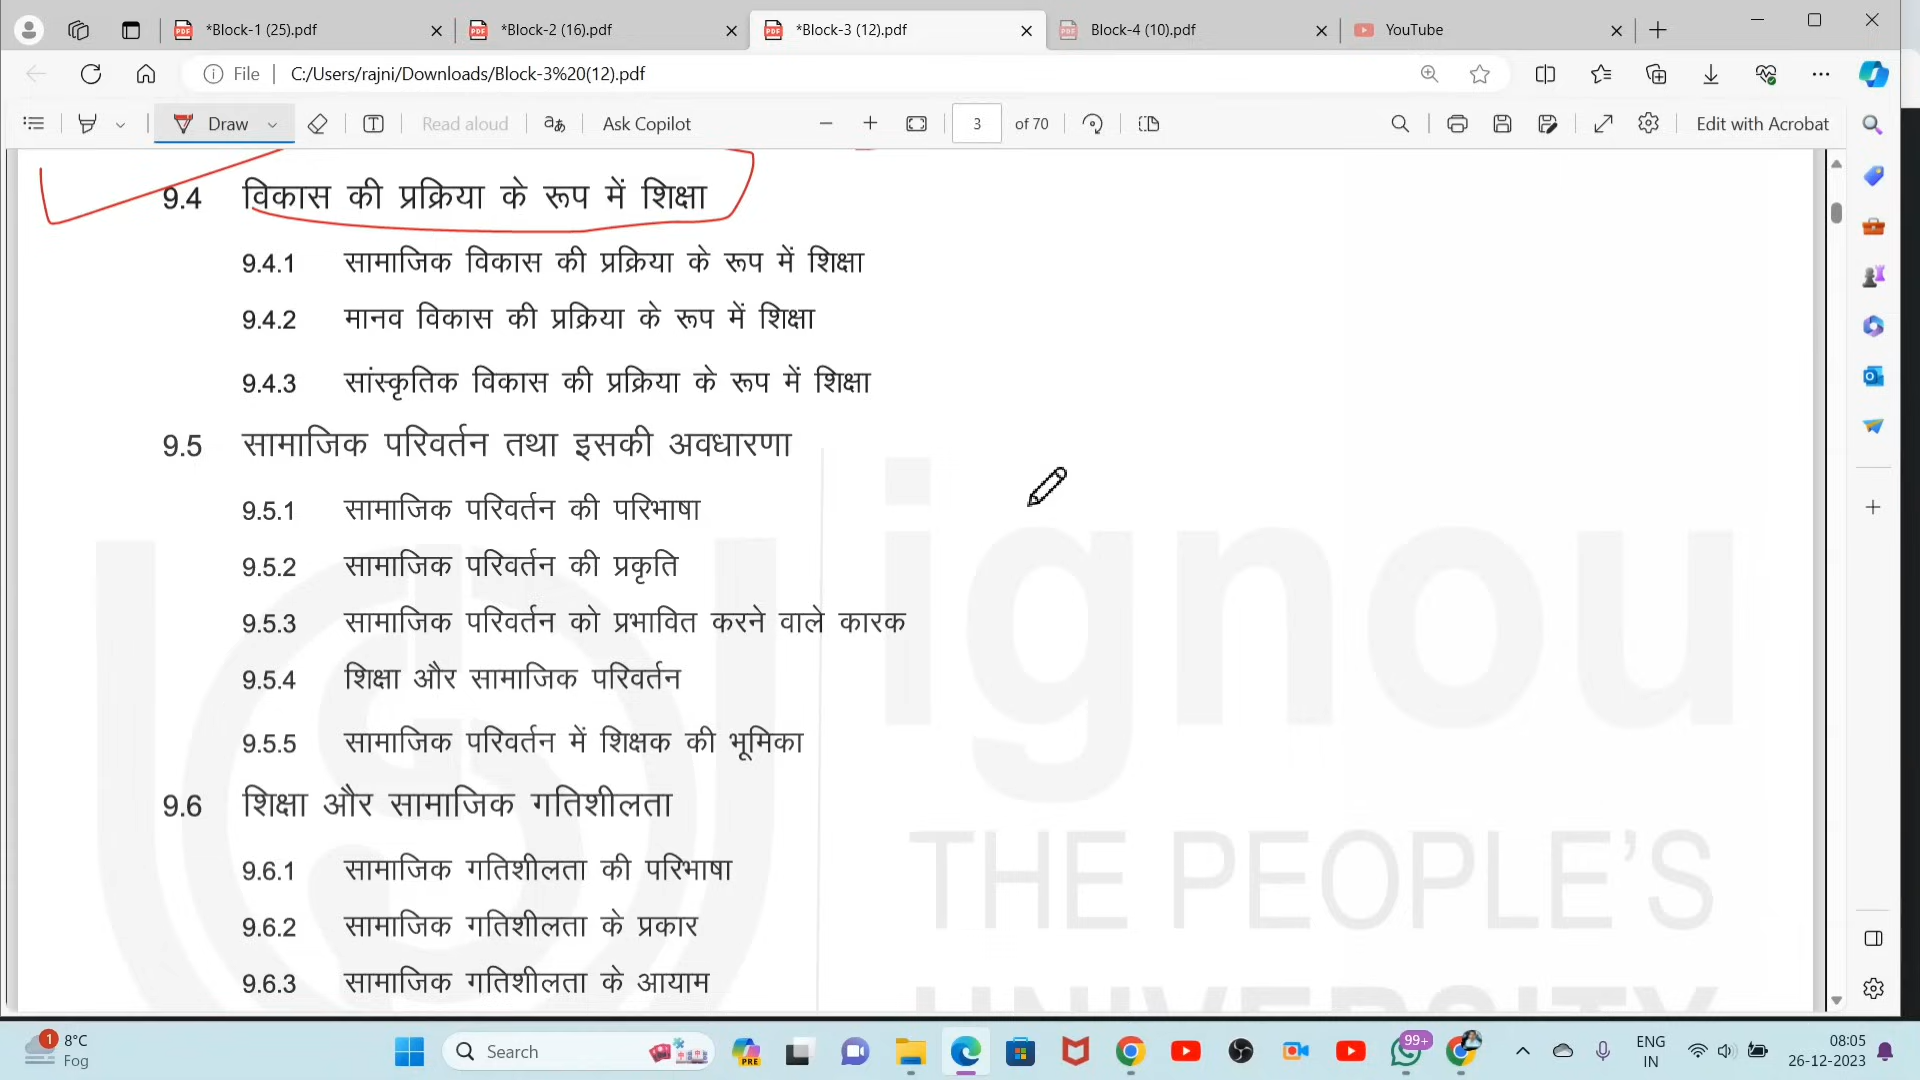 *Block-1 (25).pdf *Block-2 (16).pdf *Block-3 (12).pdf Block-4 (10).pdf YouTube
File C:/Users/rajni/Downloads/Block-3%20(12).pdf
Draw Read aloud aあ Ask Copilot 3 of 70 Edit with Acrobat
9.4 विकास की प्रक्रिया के रूप में शिक्षा
9.4.1 सामाजिक विकास की प्रक्रिया के रूप में शिक्षा
9.4.2 मानव विकास की प्रक्रिया के रूप में शिक्षा
9.4.3 सांस्कृतिक विकास की प्रक्रिया के रूप में शिक्षा
9.5 सामाजिक परिवर्तन तथा इसकी अवधारणा
9.5.1 सामाजिक परिवर्तन की परिभाषा
9.5.2 सामाजिक परिवर्तन की प्रकृति
9.5.3 सामाजिक परिवर्तन को प्रभावित करने वाले कारक
9.5.4 शिक्षा और सामाजिक परिवर्तन
9.5.5 सामाजिक परिवर्तन में शिक्षक की भूमिका
9.6 शिक्षा और सामाजिक गतिशीलता
9.6.1 सामाजिक गतिशीलता की परिभाषा
9.6.2 सामाजिक गतिशीलता के प्रकार
9.6.3 सामाजिक गतिशीलता के आयाम
ignou
THE PEOPLE'S
UNIVERSITY
1 8°C
Fog
Search
PRE
99+
ENG
IN
08:05
26-12-2023